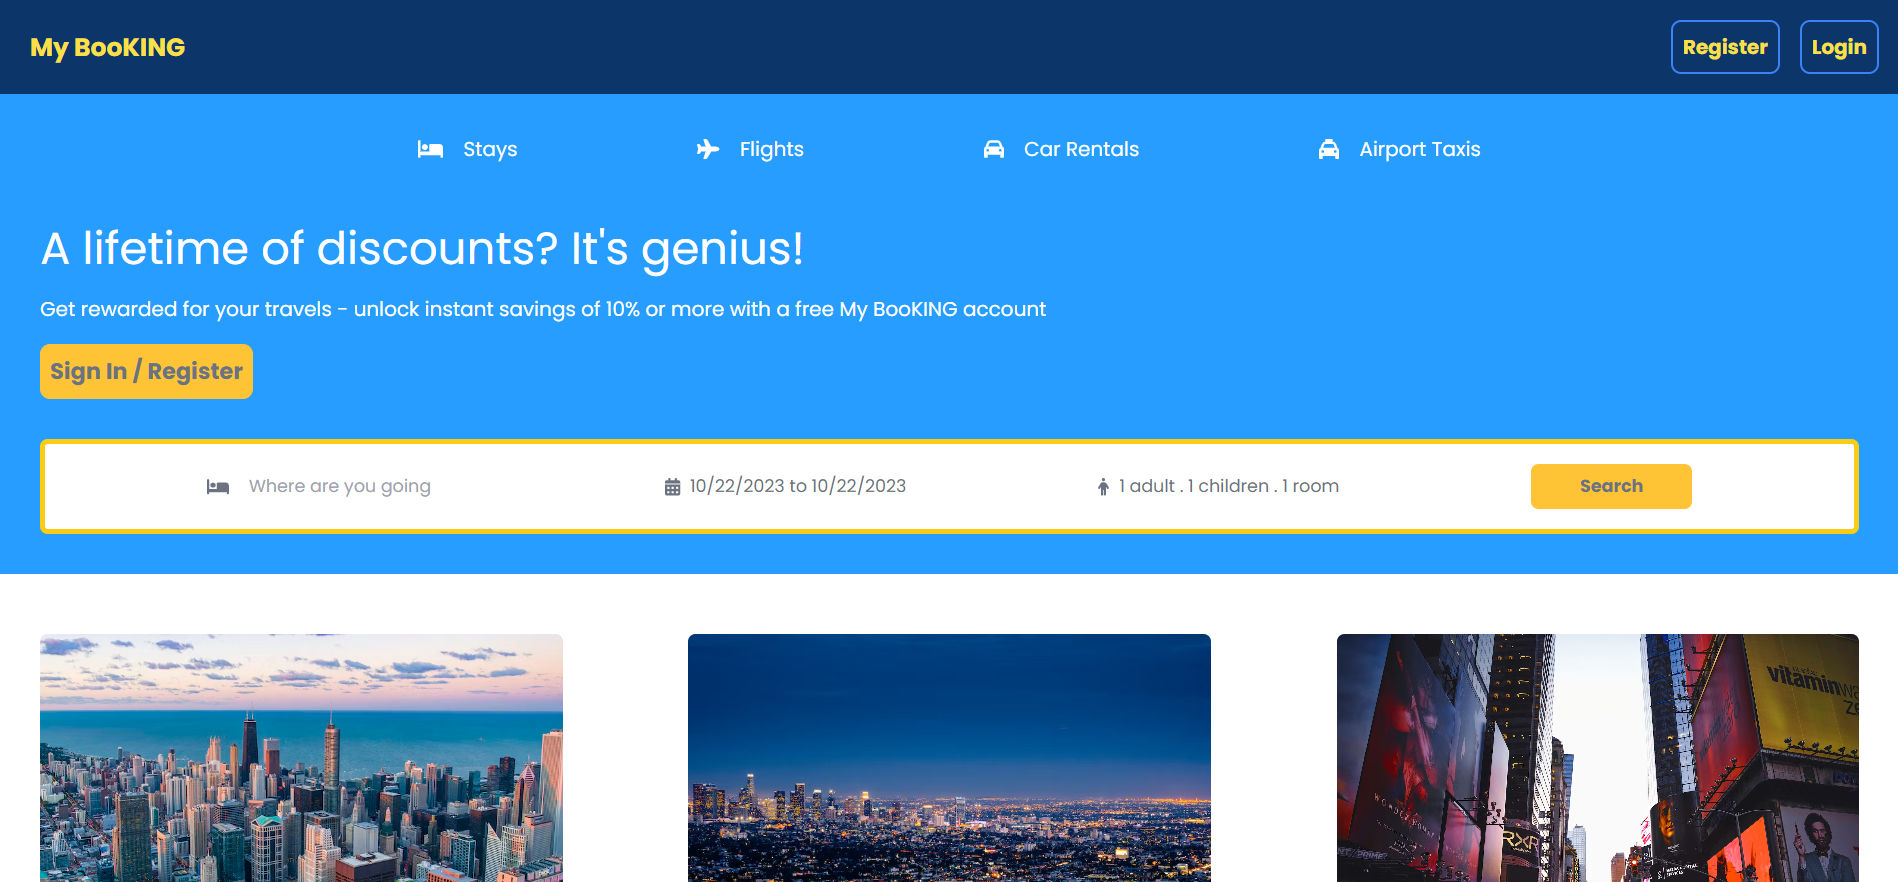 My BooKING
Register
Login
Stays
Flights
Car Rentals
Airport Taxis
A lifetime of discounts? It's genius!
Get rewarded for your travels - unlock instant savings of 10% or more with a free My BooKING account
Sign In / Register
Where are you going
10/22/2023 to 10/22/2023
1 adult . 1 children . 1 room
Search
vitaminwa
RXR